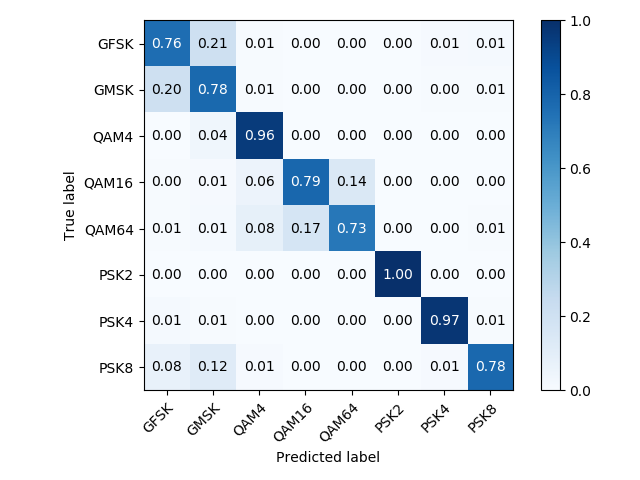 GFSK 0.76 0.21 0.01 0.00 0.00 0.00 0.01 0.01
GMSK 0.20 0.78 0.01 0.00 0.00 0.00 0.00 0.01
QAM4 0.00 0.04 0.96 0.00 0.00 0.00 0.00 0.00
QAM16 0.00 0.01 0.06 0.79 0.14 0.00 0.00 0.00
QAM64 0.01 0.01 0.08 0.17 0.73 0.00 0.00 0.01
PSK2 0.00 0.00 0.00 0.00 0.00 1.00 0.00 0.00
PSK4 0.01 0.01 0.00 0.00 0.00 0.00 0.97 0.01
PSK8 0.08 0.12 0.01 0.00 0.00 0.00 0.01 0.78
GFSK GMSK QAM4 QAM16 QAM64 PSK2 PSK4 PSK8
Predicted label
True label
1.0
0.8
0.6
0.4
0.2
0.0